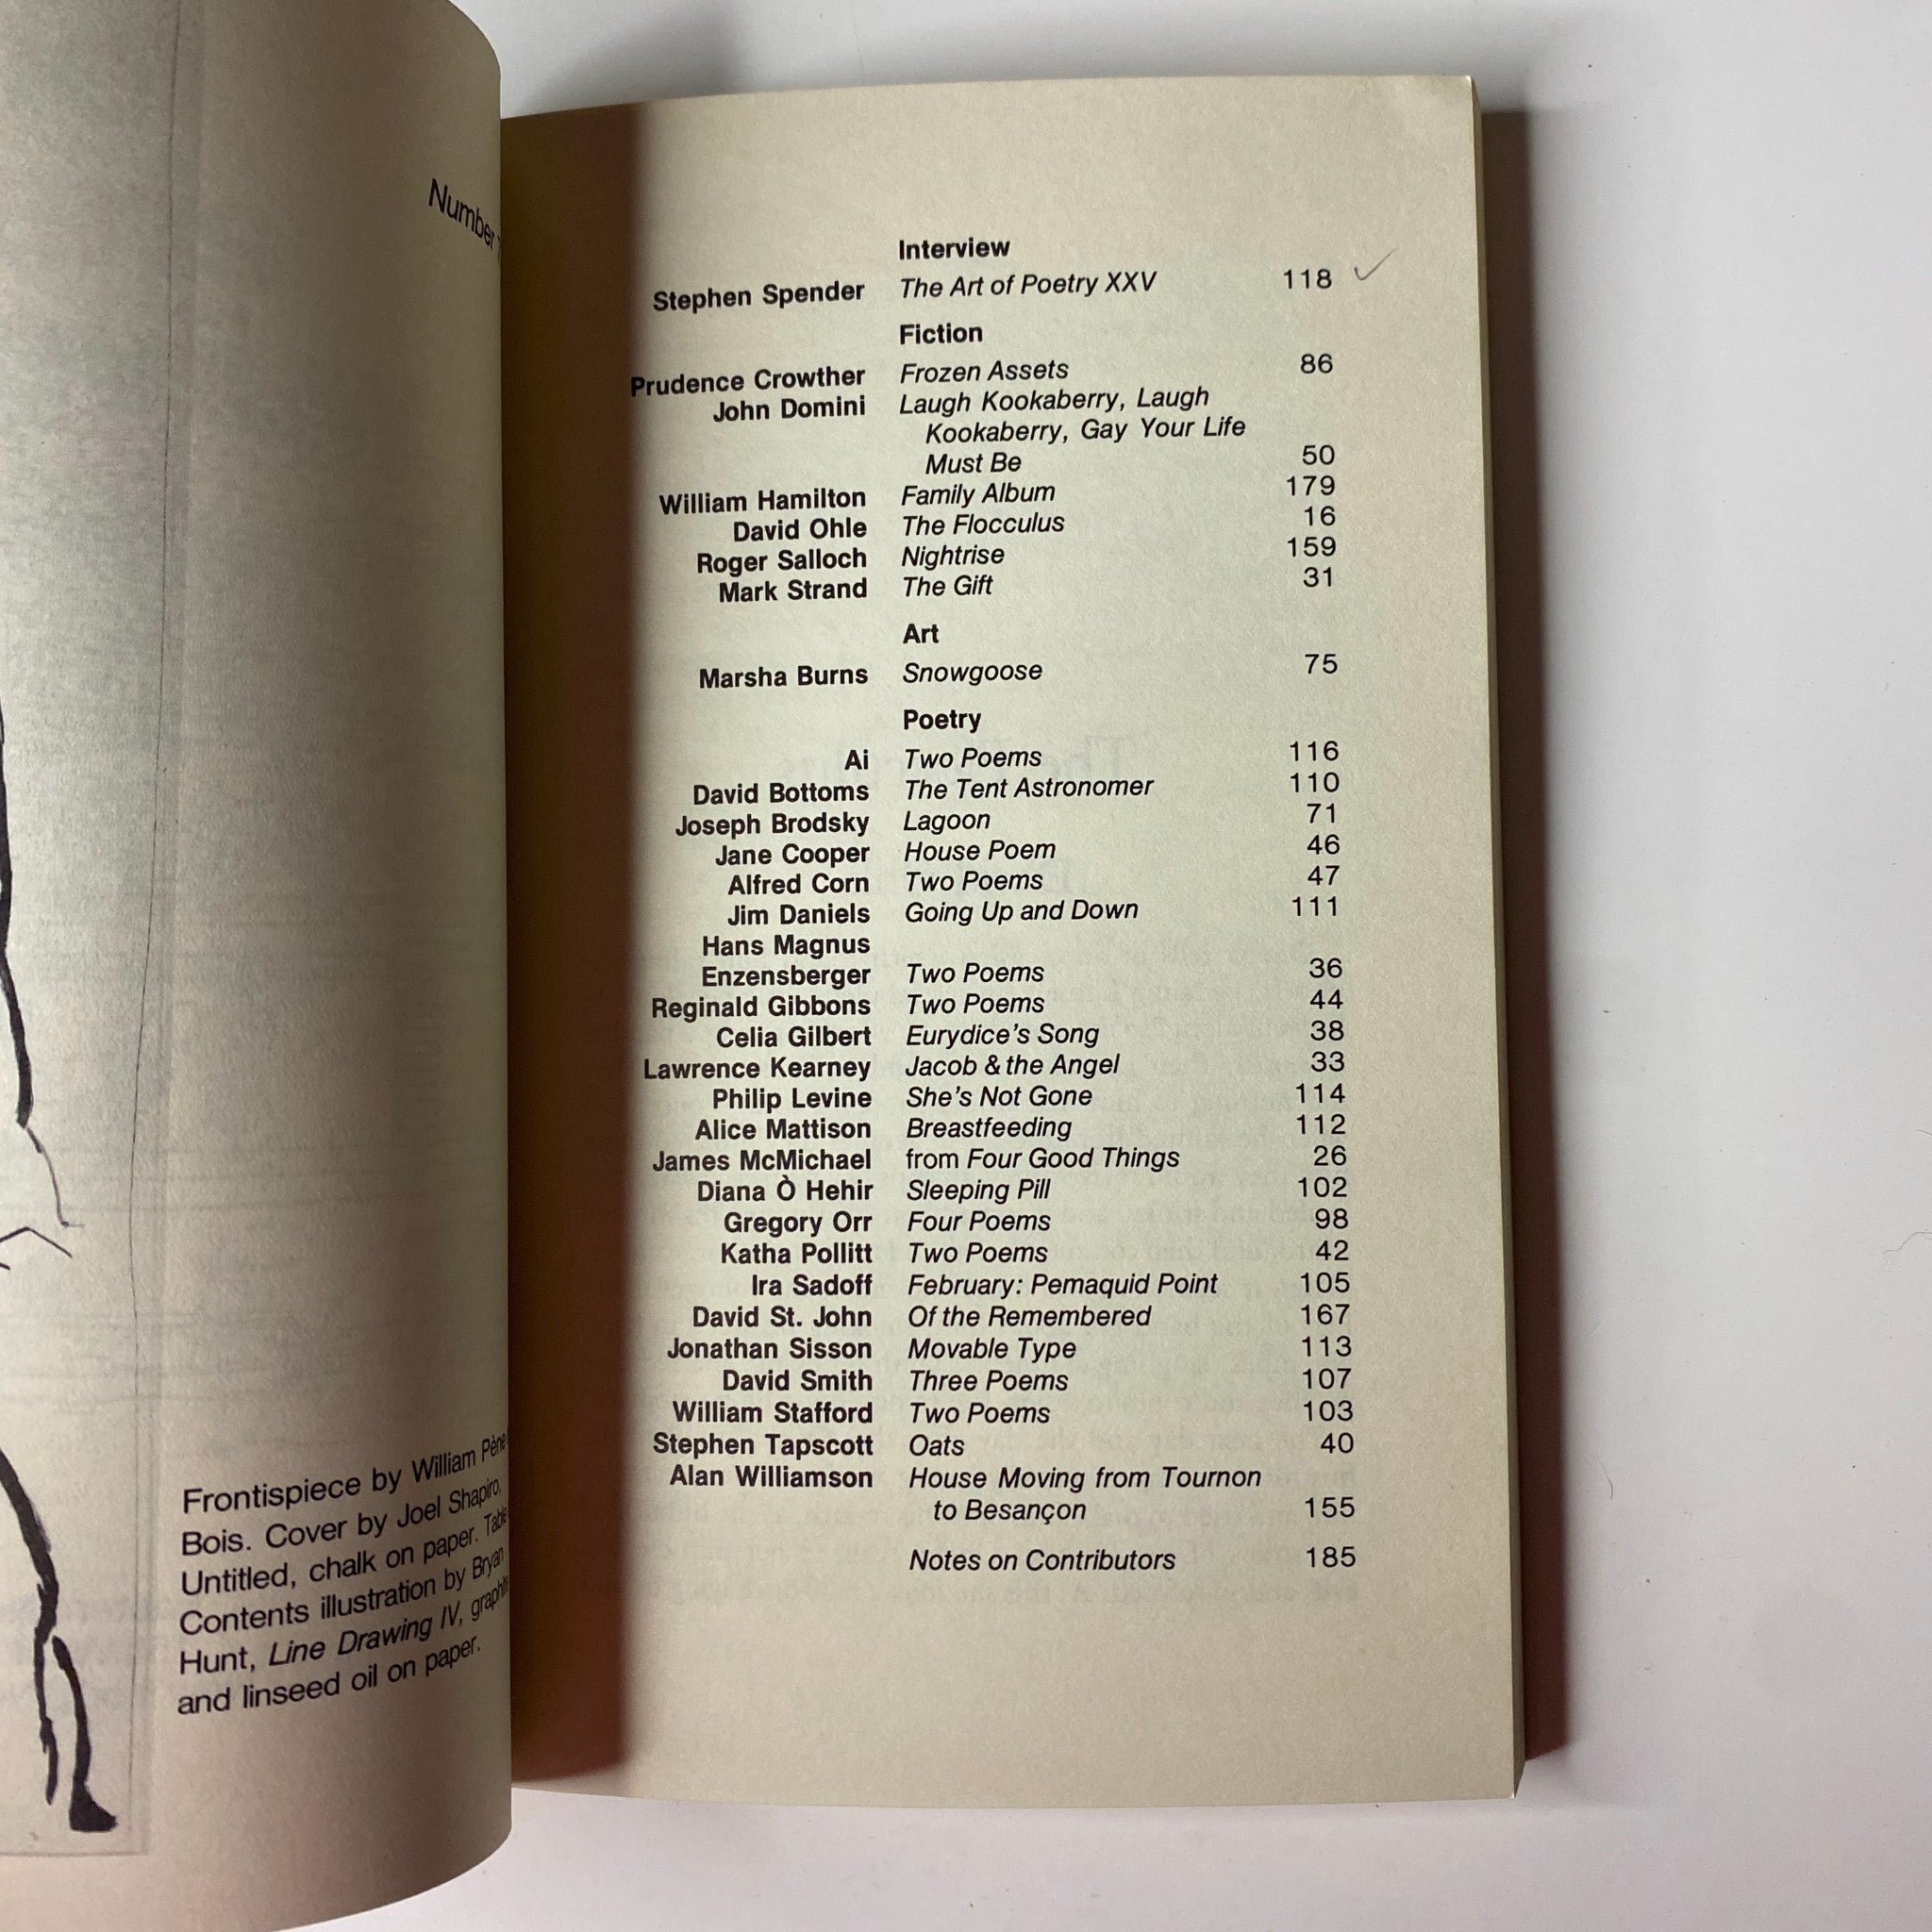 Number
Frontispiece by William Pène
Bois. Cover by Joel Shapiro,
Untitled, chalk on paper. Table
Contents illustration by Bryan
Hunt, Line Drawing IV, graphite
and linseed oil on paper.
Interview
Stephen Spender The Art of Poetry XXV 118
Fiction
Prudence Crowther Frozen Assets 86
John Domini Laugh Kookaberry, Laugh
Kookaberry, Gay Your Life
Must Be 50
William Hamilton Family Album 179
David Ohle The Flocculus 16
Roger Salloch Nightrise 159
Mark Strand The Gift 31
Art
Marsha Burns Snowgoose 75
Poetry
Ai Two Poems 116
David Bottoms The Tent Astronomer 110
Joseph Brodsky Lagoon 71
Jane Cooper House Poem 46
Alfred Corn Two Poems 47
Jim Daniels Going Up and Down 111
Hans Magnus
Enzensberger Two Poems 36
Reginald Gibbons Two Poems 44
Celia Gilbert Eurydice's Song 38
Lawrence Kearney Jacob & the Angel 33
Philip Levine She's Not Gone 114
Alice Mattison Breastfeeding 112
James McMichael from Four Good Things 26
Diana Ò Hehir Sleeping Pill 102
Gregory Orr Four Poems 98
Katha Pollitt Two Poems 42
Ira Sadoff February: Pemaquid Point 105
David St. John Of the Remembered 167
Jonathan Sisson Movable Type 113
David Smith Three Poems 107
William Stafford Two Poems 103
Stephen Tapscott Oats 40
Alan Williamson House Moving from Tournon
to Besançon 155
Notes on Contributors 185